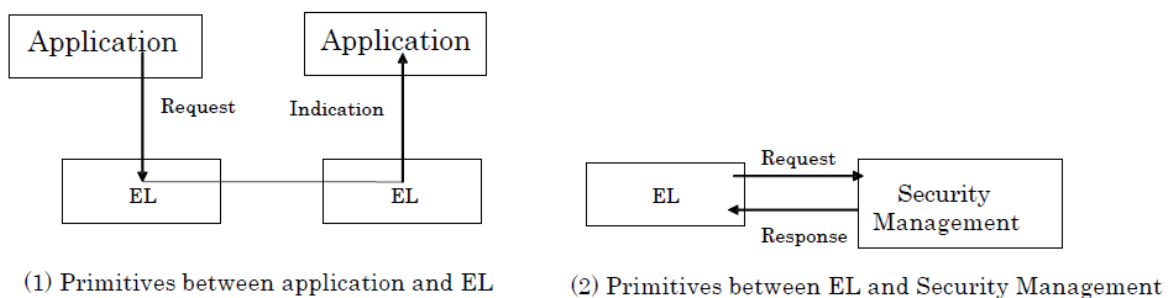 Application
Application
Request
Indication
EL
EL
(1) Primitives between application and EL
Request
EL
Security
Management
Response
(2) Primitives between EL and Security Management